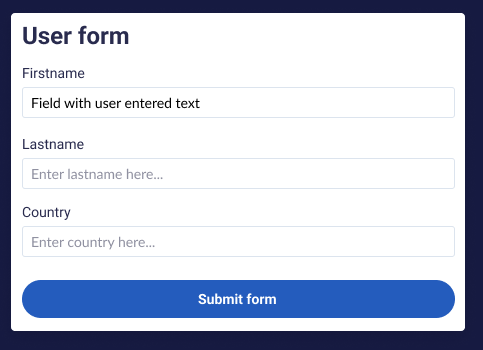 User form
Firstname
Field with user entered text
Lastname
Enter lastname here...
Country
Enter country here...
Submit form